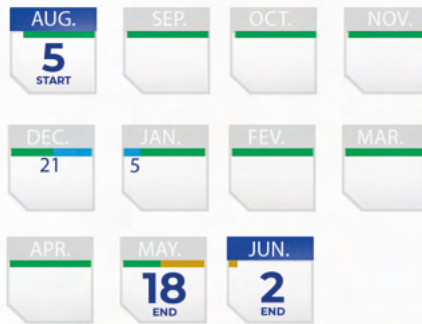 AUG.
5
START
SEP.
OCT.
NOV.
DEC.
21
JAN.
5
FEV.
MAR.
APR.
MAY.
18
END
JUN.
2
END